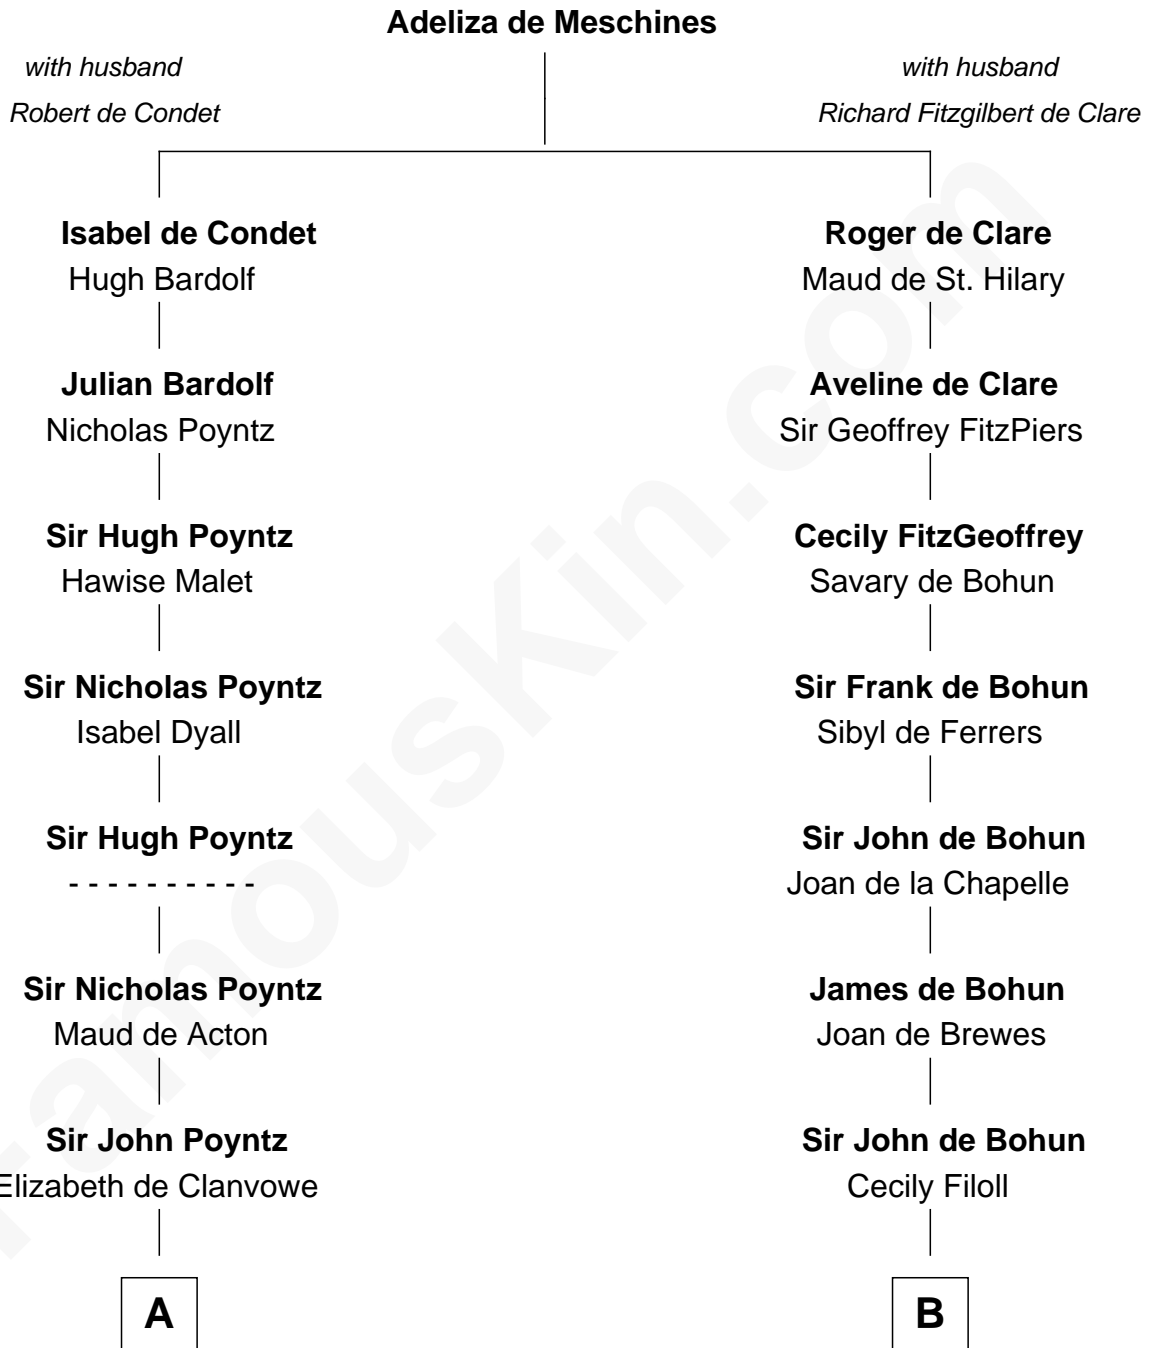 Adeliza de Meschines
with husband
Robert de Condet
with husband
Richard Fitzgilbert de Clare
Isabel de Condet
Hugh Bardolf
Roger de Clare
Maud de St. Hilary
Julian Bardolf
Nicholas Poyntz
Aveline de Clare
Sir Geoffrey FitzPiers
Sir Hugh Poyntz
Hawise Malet
Cecily FitzGeoffrey
Savary de Bohun
Sir Nicholas Poyntz
Isabel Dyall
Sir Frank de Bohun
Sibyl de Ferrers
Sir Hugh Poyntz
- - - - - - - - - -
Sir John de Bohun
Joan de la Chapelle
Sir Nicholas Poyntz
Maud de Acton
James de Bohun
Joan de Brewes
Sir John Poyntz
Elizabeth de Clanvowe
Sir John de Bohun
Cecily Filoll
A
B
FamousKin.com